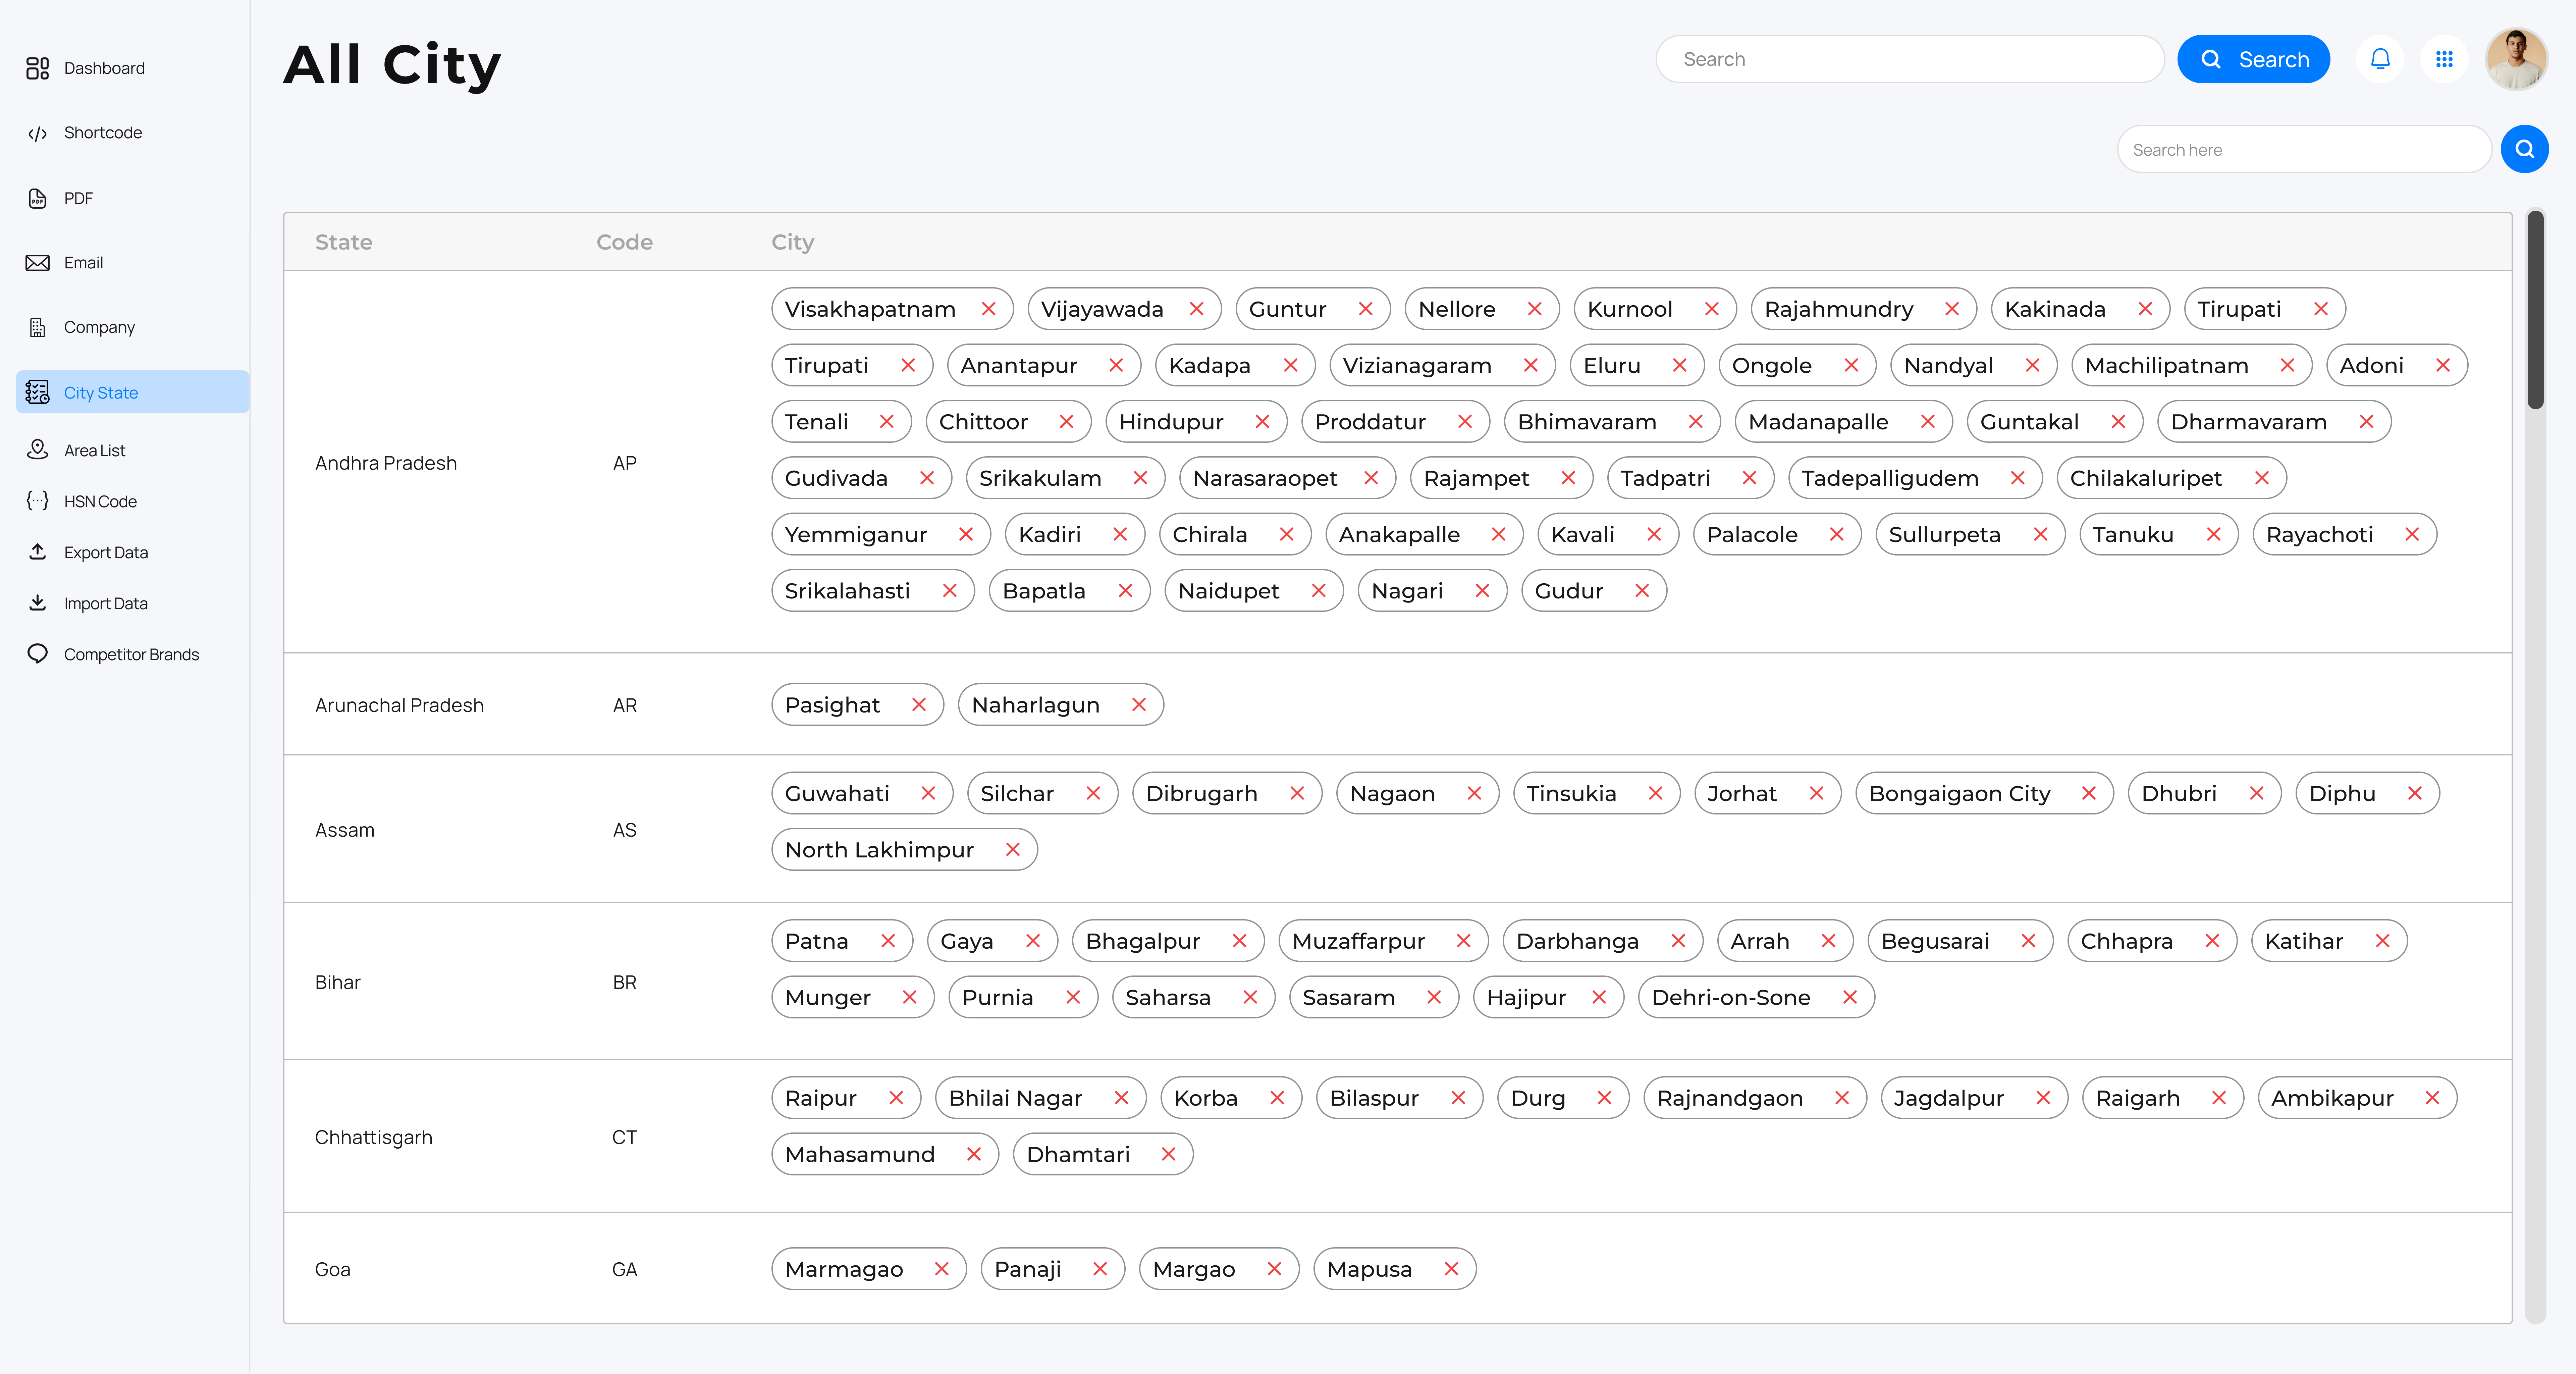 Dashboard
Shortcode
PDF
Email
Company
City State
Area List
HSN Code
Export Data
Import Data
Competitor Brands
All City
Search
Search
Search here
State Code City
Visakhapatnam Vijayawada Guntur Nellore Kurnool Rajahmundry Kakinada Tirupati
Tirupati Anantapur Kadapa Vizianagaram Eluru Ongole Nandyal Machilipatnam Adoni
Tenali Chittoor Hindupur Proddatur Bhimavaram Madanapalle Guntakal Dharmavaram
Andhra Pradesh AP
Gudivada Srikakulam Narasaraopet Rajampet Tadpatri Tadepalligudem Chilakaluripet
Yemmiganur Kadiri Chirala Anakapalle Kavali Palacole Sullurpeta Tanuku Rayachoti
Srikalahasti Bapatla Naidupet Nagari Gudur
Arunachal Pradesh AR Pasighat Naharlagun
Assam AS
Guwahati Silchar Dibrugarh Nagaon Tinsukia Jorhat Bongaigaon City Dhubri Diphu
North Lakhimpur
Bihar BR
Patna Gaya Bhagalpur Muzaffarpur Darbhanga Arrah Begusarai Chhapra Katihar
Munger Purnia Saharsa Sasaram Hajipur Dehri-on-Sone
Chhattisgarh CT
Raipur Bhilai Nagar Korba Bilaspur Durg Rajnandgaon Jagdalpur Raigarh Ambikapur
Mahasamund Dhamtari
Goa GA Marmagao Panaji Margao Mapusa